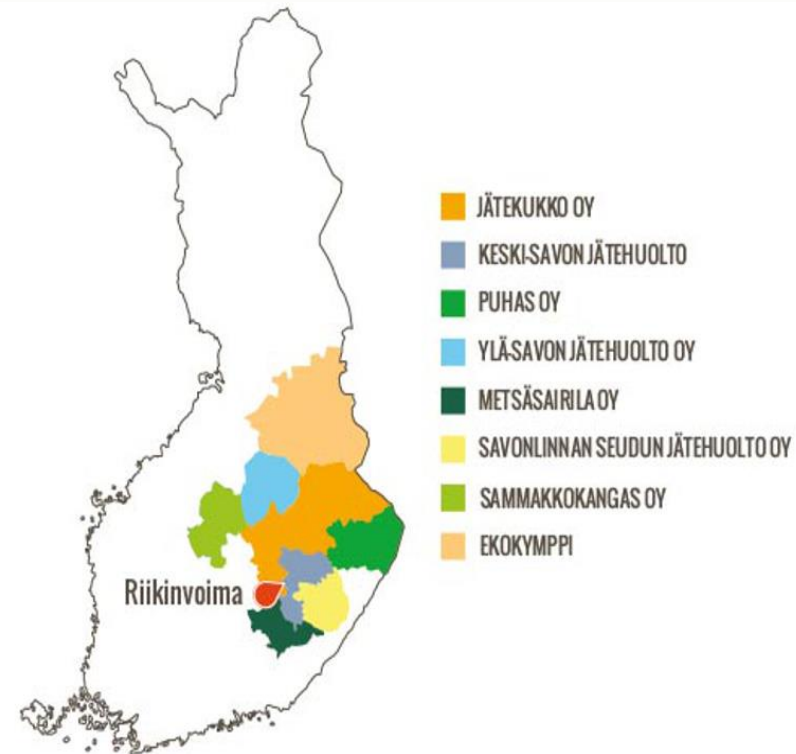 JÄTEKUKKO OY
KESKI-SAVON JÄTEHUOLTO
PUHAS OY
YLÄ-SAVON JÄTEHUOLTO OY
METSÄSAIRILA OY
SAVONLINNAN SEUDUN JÄTEHUOLTO OY
SAMMAKKOKANGAS OY
EKOKYMPPI
Riikinvoima